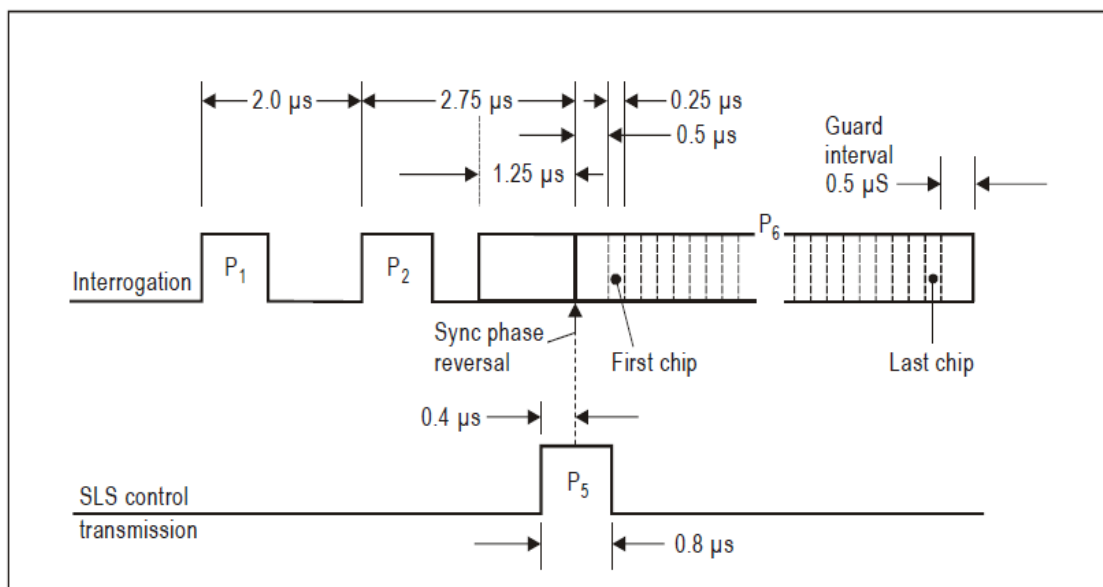 2.0 µs
2.75 µs
0.25 µs
0.5 µs
1.25 µs
Guard
interval
0.5 µS
Interrogation
P1
P2
P6
Sync phase
reversal
First chip
Last chip
0.4 µs
SLS control
transmission
P5
0.8 µs